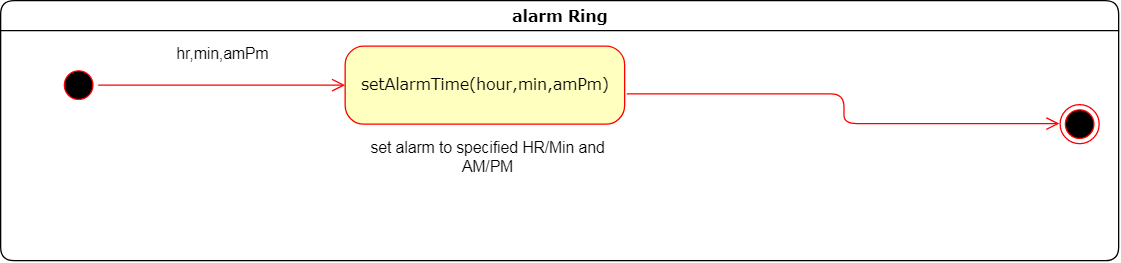 alarm Ring
hr,min,amPm
setAlarmTime(hour,min,amPm)
set alarm to specified HR/Min and
AM/PM